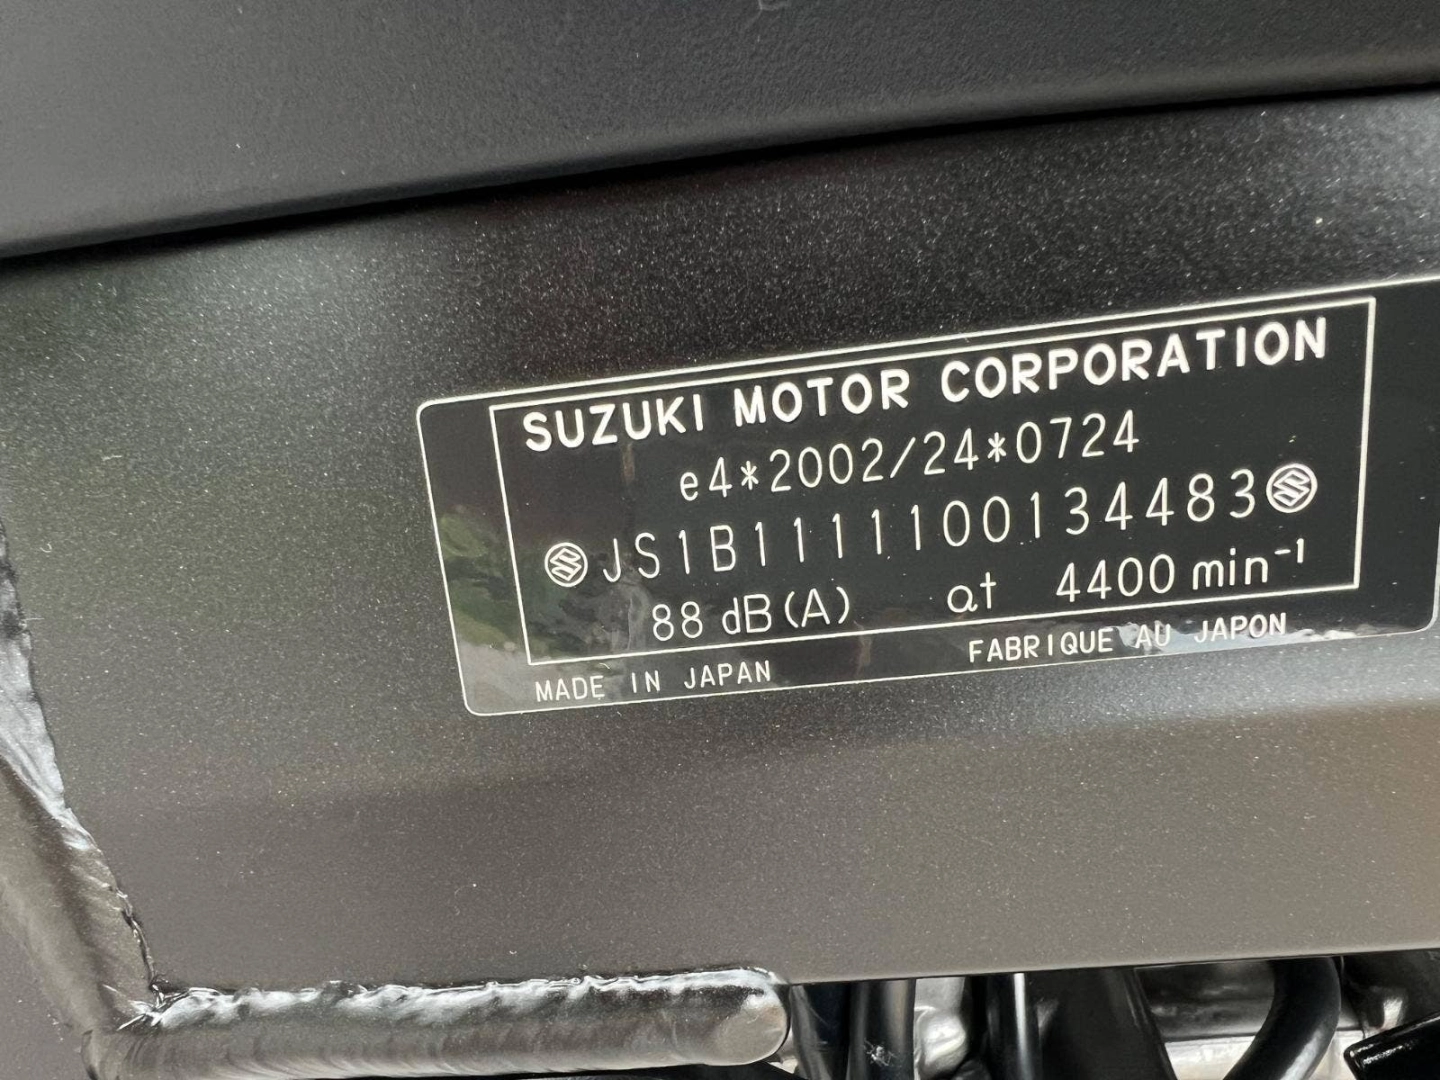 SUZUKI MOTOR CORPORATION
e4*2002/24*0724
JS1B1111100134483
88 dB(A) at 4400 min⁻¹
MADE IN JAPAN FABRIQUE AU JAPON